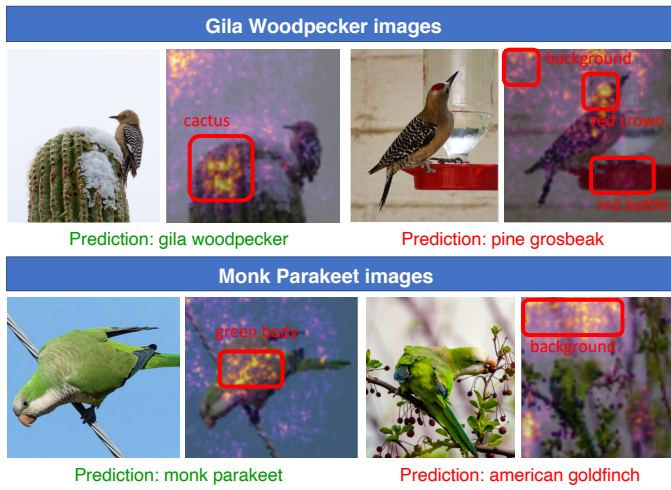 Gila Woodpecker images
cactus
background
red crown
red bottle
Prediction: gila woodpecker
Prediction: pine grosbeak
Monk Parakeet images
green body
background
Prediction: monk parakeet
Prediction: american goldfinch